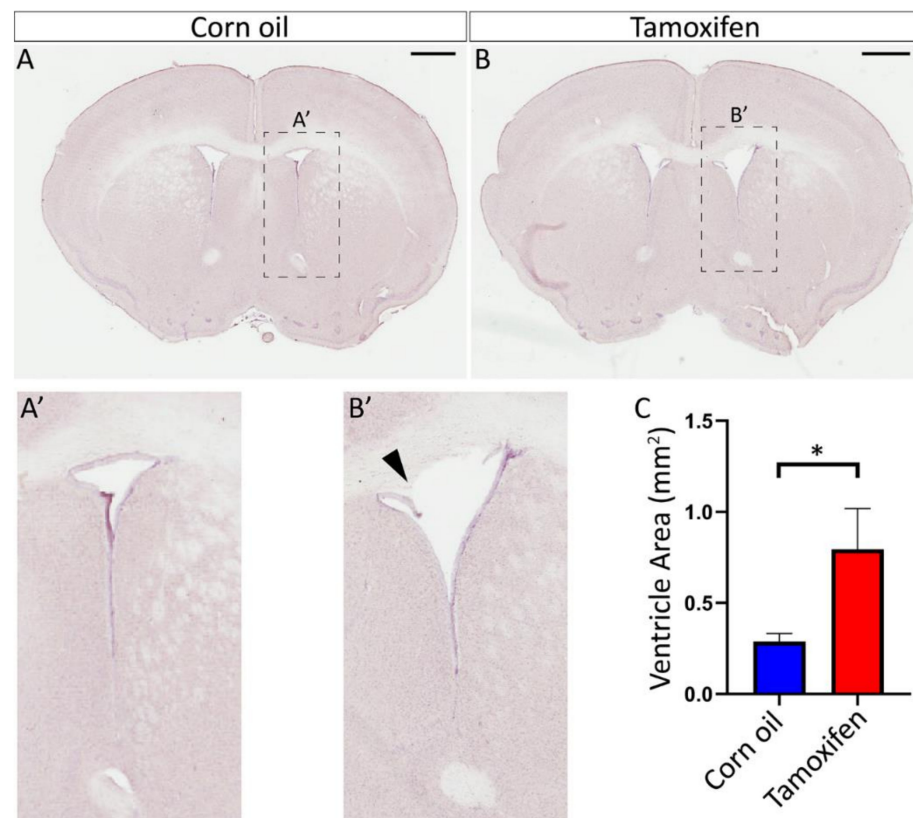 Corn oil
Tamoxifen
A
A’
B
B’
A’
B’
C
Ventricle Area (mm²)
1.5
1.0
0.5
0.0
*
Corn oil
Tamoxifen